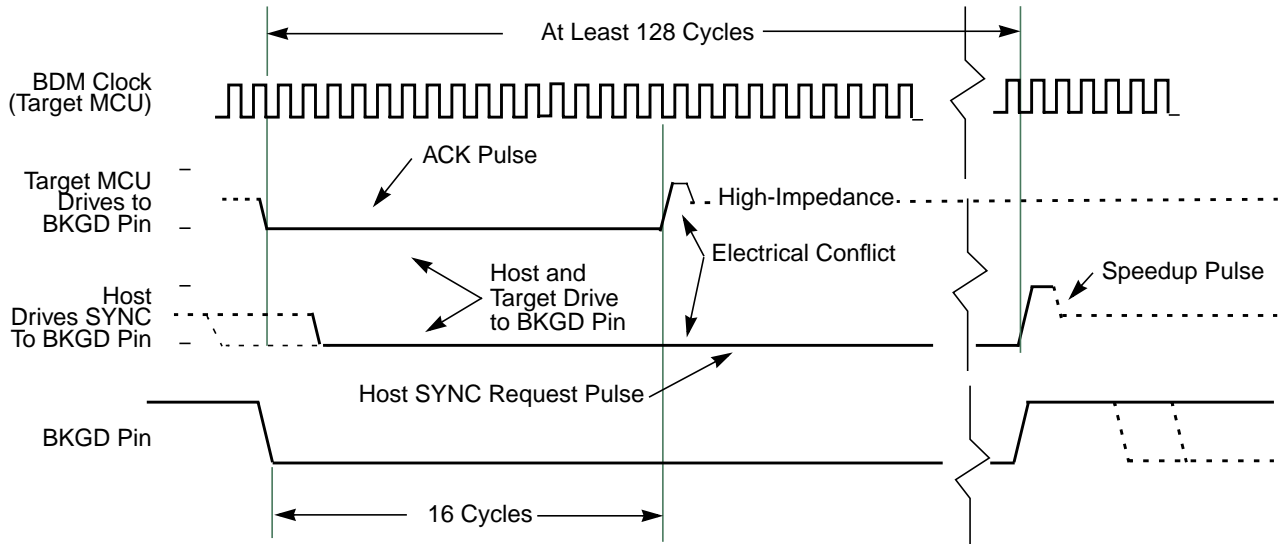 At Least 128 Cycles
BDM Clock
(Target MCU)
ACK Pulse
Target MCU
Drives to
BKGD Pin
High-Impedance
Electrical Conflict
Host and
Target Drive
to BKGD Pin
Speedup Pulse
Host
Drives SYNC
To BKGD Pin
Host SYNC Request Pulse
BKGD Pin
16 Cycles